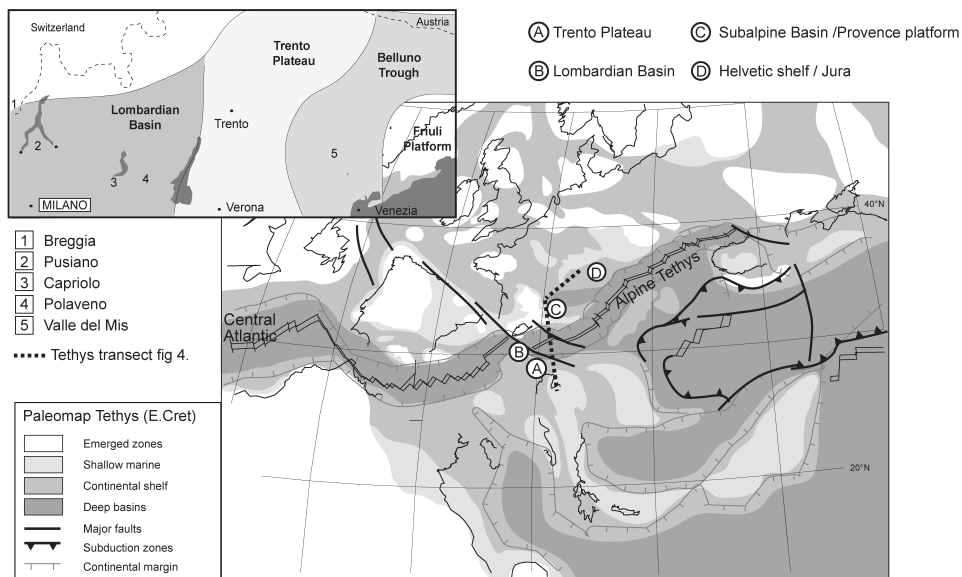 Switzerland
Austria
Trento
Plateau
Belluno
Trough
1
Lombardian
Basin
Trento
Friuli
Platform
2
5
3
4
MILANO
Verona
Venezia
A Trento Plateau
C Subalpine Basin /Provence platform
B Lombardian Basin
D Helvetic shelf / Jura
1 Breggia
2 Pusiano
3 Capriolo
4 Polaveno
5 Valle del Mis
Tethys transect fig 4.
Paleomap Tethys (E.Cret)
Emerged zones
Shallow marine
Continental shelf
Deep basins
Major faults
Subduction zones
Continental margin
40°N
D
Alpine Tethys
C
Central
Atlantic
B
A
20°N